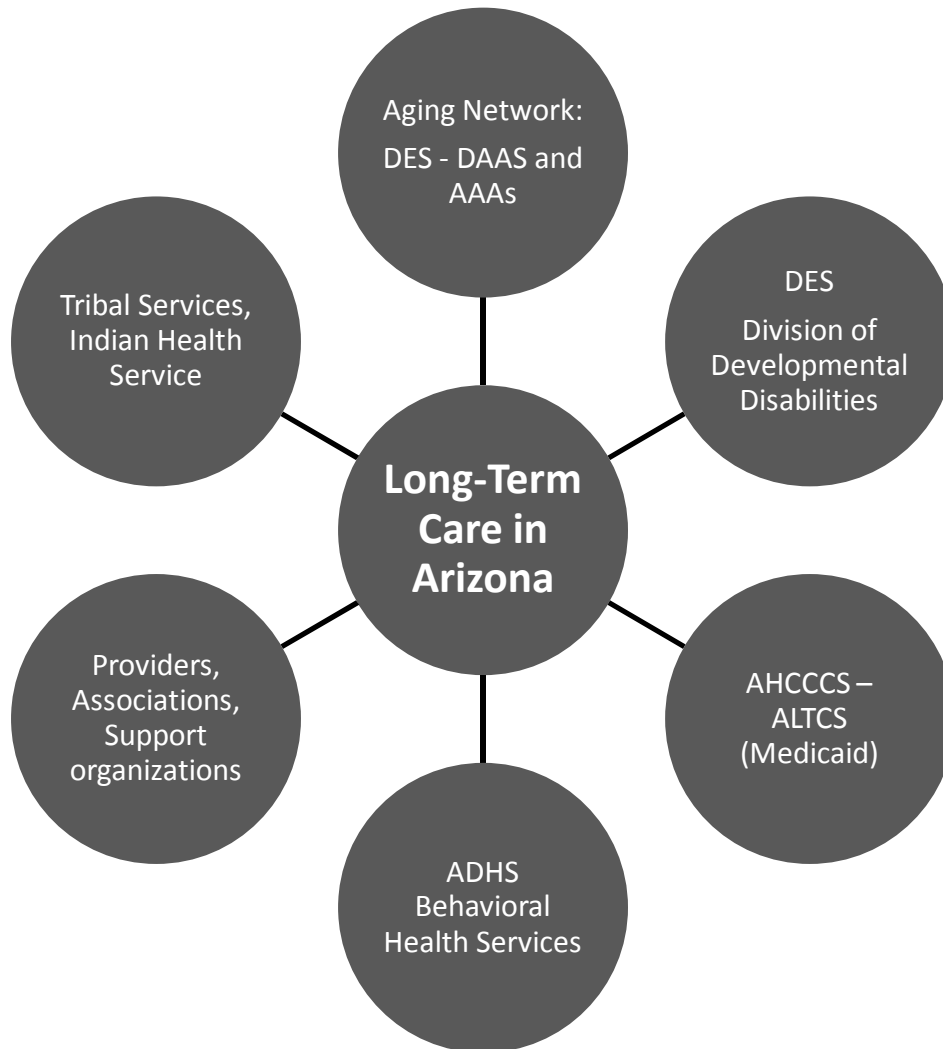 Aging Network:
DES - DAAS and
AAAs
DES
Division of
Developmental
Disabilities
Tribal Services,
Indian Health
Service
Long-Term
Care in
Arizona
Providers,
Associations,
Support
organizations
AHCCCS –
ALTCS
(Medicaid)
ADHS
Behavioral
Health Services